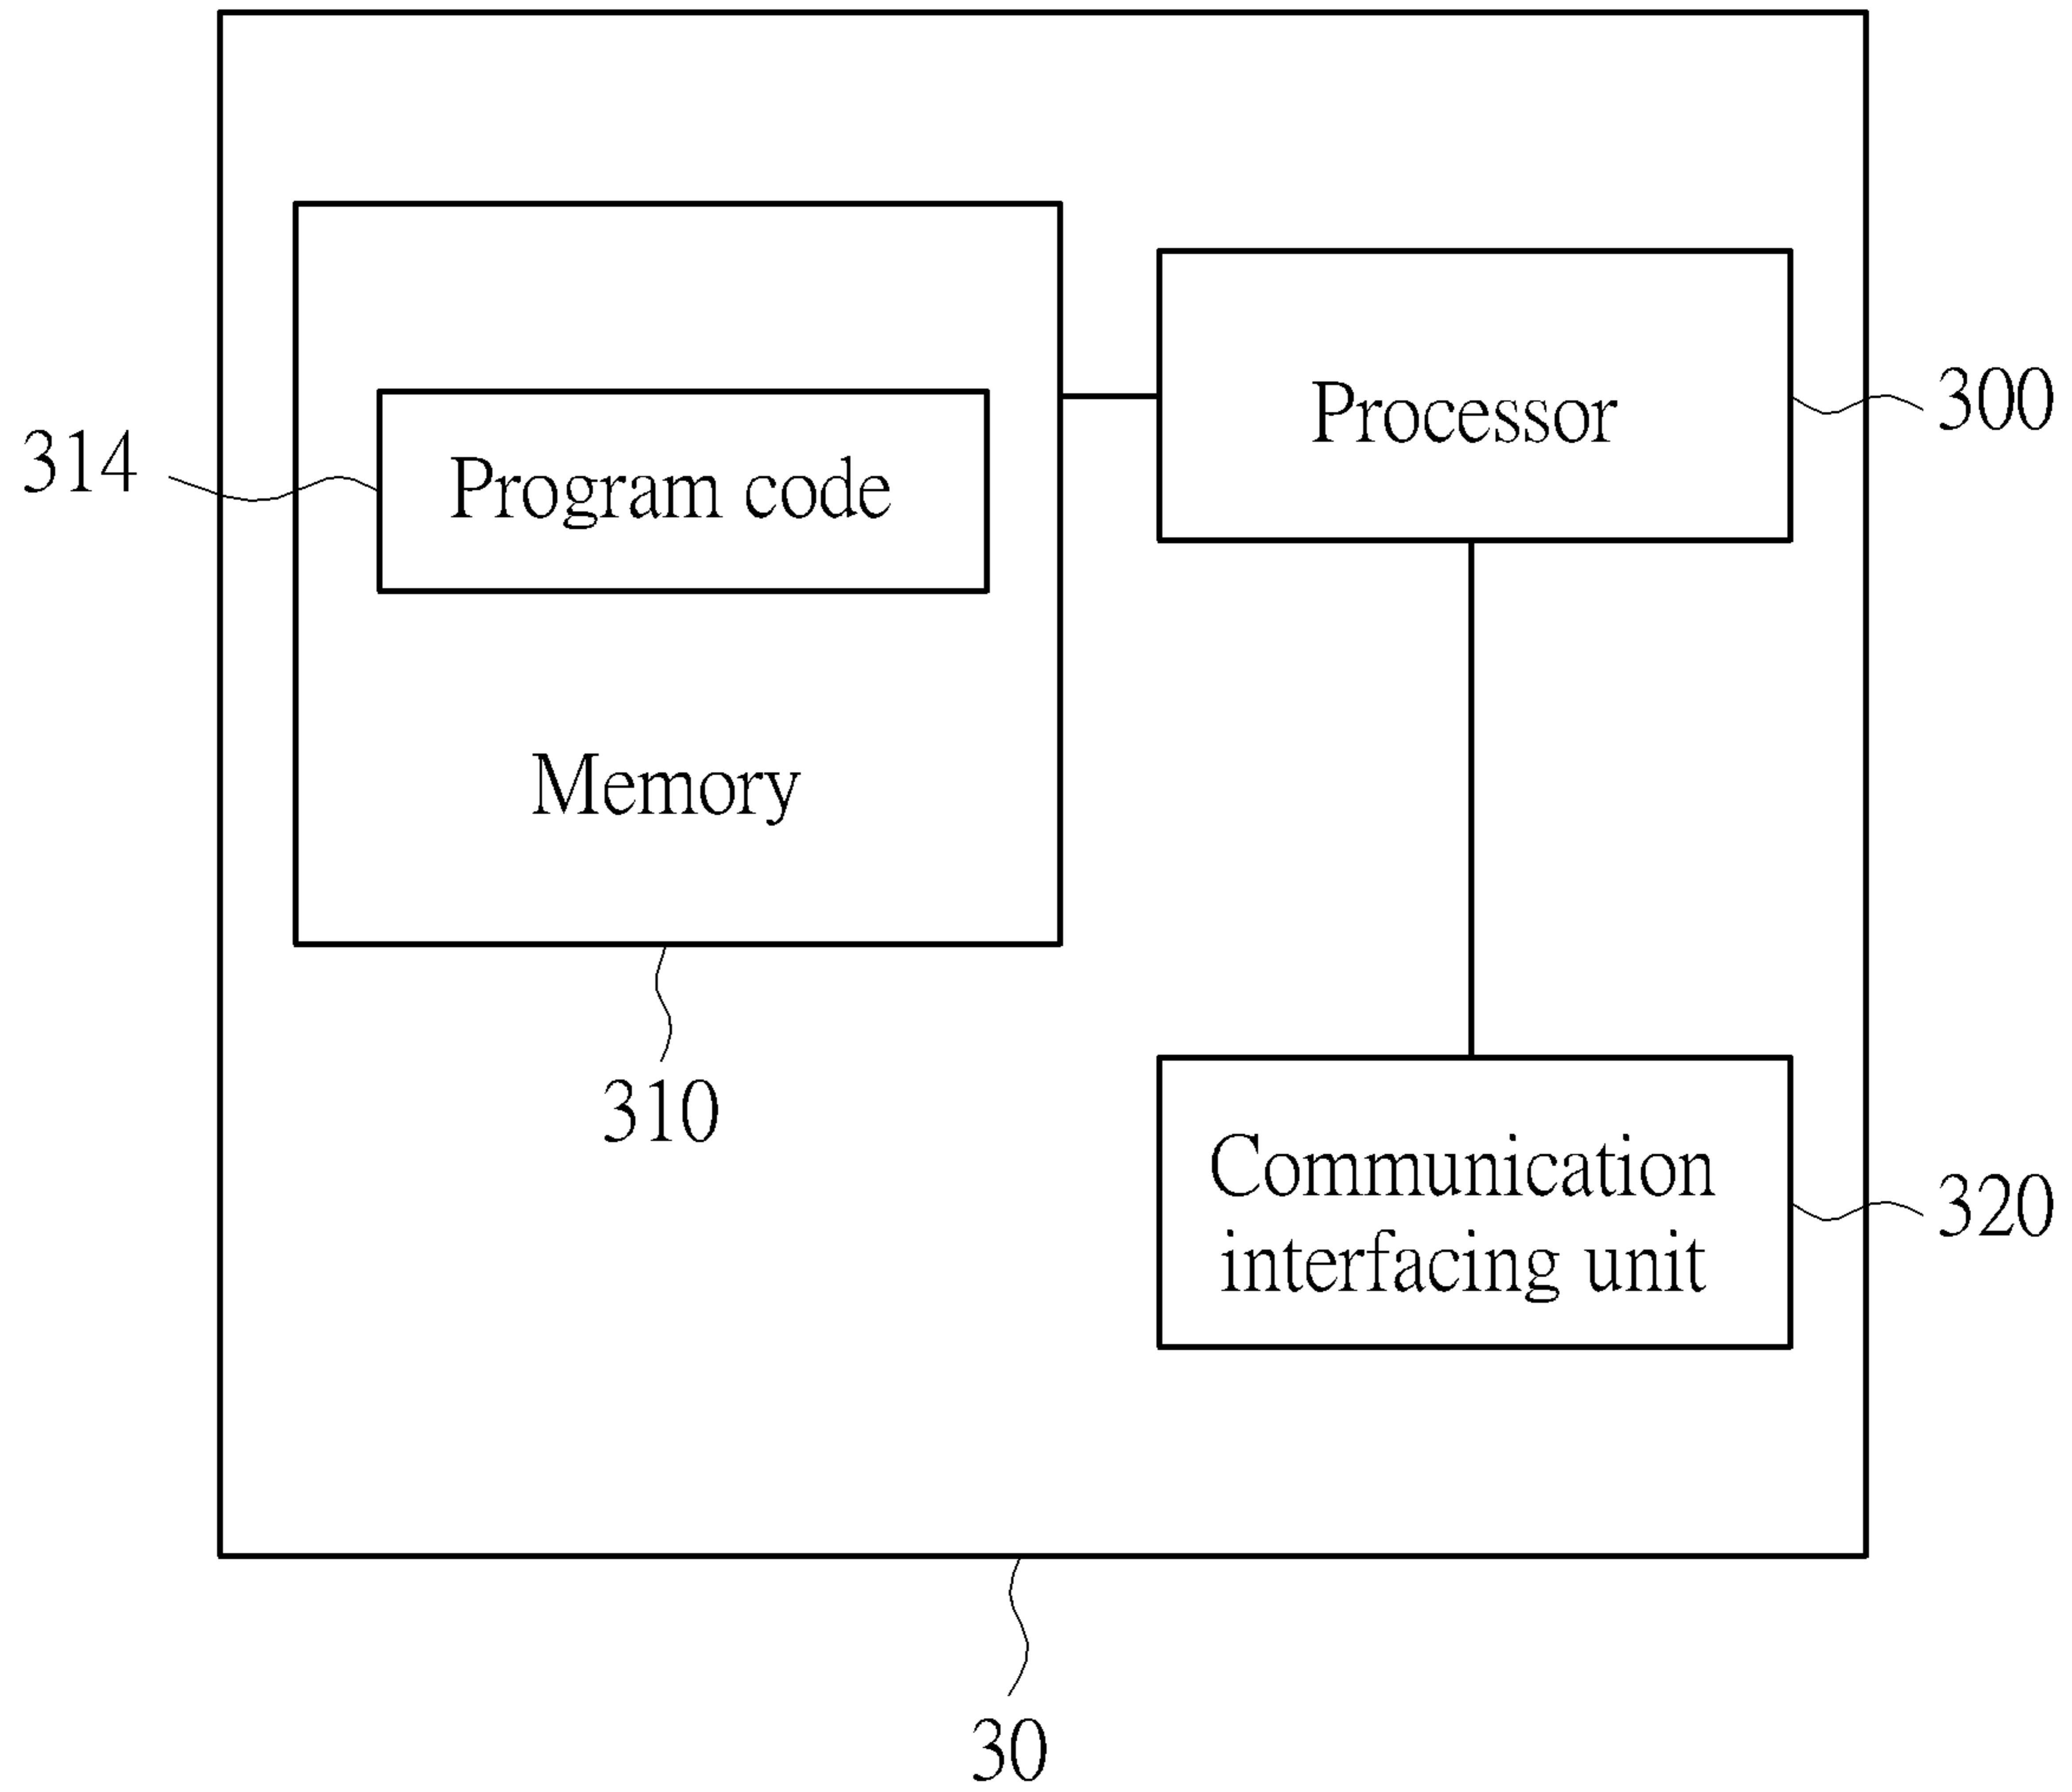 Processor
300
314
Program code
Memory
310
Communication
interfacing unit
320
30